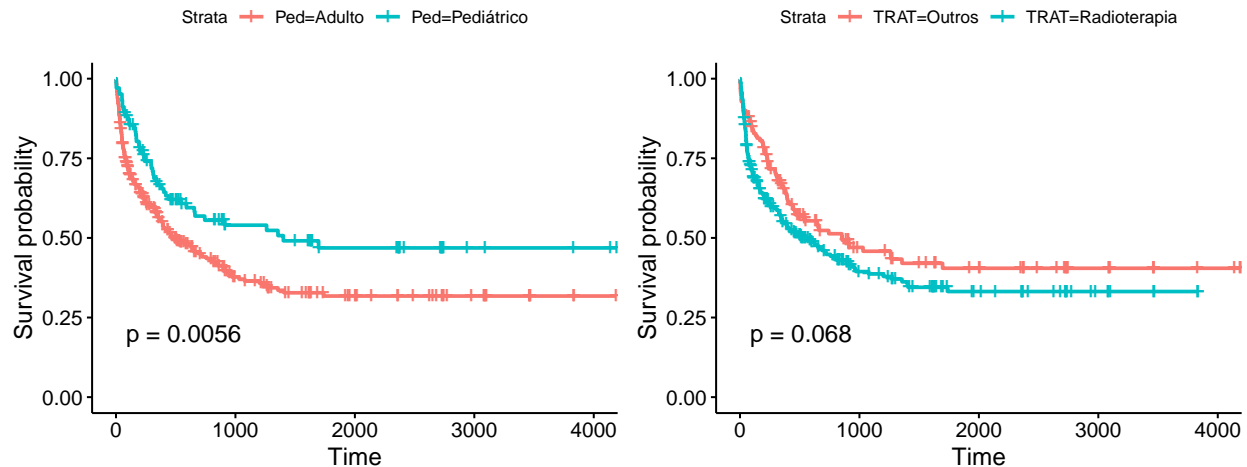 Strata Ped=Adulto Ped=Pediátrico
1.00
0.75
0.50
0.25
0.00
Survival probability
p = 0.0056
0 1000 2000 3000 4000
Time
Strata TRAT=Outros TRAT=Radioterapia
1.00
0.75
0.50
0.25
0.00
Survival probability
p = 0.068
0 1000 2000 3000 4000
Time